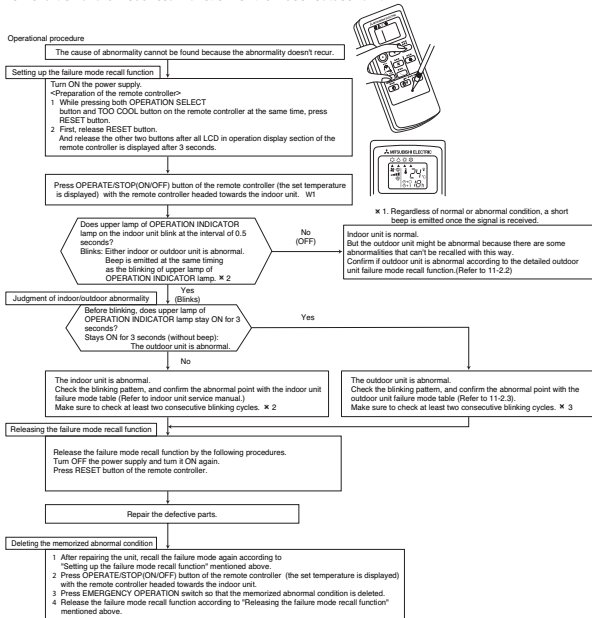 Operational procedure
The cause of abnormality cannot be found because the abnormality doesn't recur.
Setting up the failure mode recall function
Turn ON the power supply.
<Preparation of the remote controller>
1 While pressing both OPERATION SELECT
button and TOO COOL button on the remote controller at the same time, press
RESET button.
2 First, release RESET button.
And release the other two buttons after all LCD in operation display section of the
remote controller is displayed after 3 seconds.
MITSUBISHI ELECTRIC
Press OPERATE/STOP(ON/OFF) button of the remote controller (the set temperature
is displayed) with the remote controller headed towards the indoor unit. W1
× 1. Regardless of normal or abnormal condition, a short
beep is emitted once the signal is received.
Does upper lamp of OPERATION INDICATOR
lamp on the indoor unit blink at the interval of 0.5
seconds?
Blinks: Either indoor or outdoor unit is abnormal.
Beep is emitted at the same timing
as the blinking of upper lamp of
OPERATION INDICATOR lamp. × 2
No
(OFF)
Indoor unit is normal.
But the outdoor unit might be abnormal because there are some
abnormalities that can't be recalled with this way.
Confirm if outdoor unit is abnormal according to the detailed outdoor
unit failure mode recall function.(Refer to 11-2.2)
Yes
(Blinks)
Judgment of indoor/outdoor abnormality
Before blinking, does upper lamp of
OPERATION INDICATOR lamp stay ON for 3
seconds?
Stays ON for 3 seconds (without beep):
The outdoor unit is abnormal.
Yes
No
The indoor unit is abnormal.
Check the blinking pattern, and confirm the abnormal point with the indoor unit
failure mode table (Refer to indoor unit service manual.)
Make sure to check at least two consecutive blinking cycles. × 2
The outdoor unit is abnormal.
Check the blinking pattern, and confirm the abnormal point with the
outdoor unit failure mode table (Refer to 11-2.3).
Make sure to check at least two consecutive blinking cycles. × 3
Releasing the failure mode recall function
Release the failure mode recall function by the following procedures.
Turn OFF the power supply and turn it ON again.
Press RESET button of the remote controller.
Repair the defective parts.
Deleting the memorized abnormal condition
1 After repairing the unit, recall the failure mode again according to
"Setting up the failure mode recall function" mentioned above.
2 Press OPERATE/STOP(ON/OFF) button of the remote controller (the set temperature is displayed)
with the remote controller headed towards the indoor unit.
3 Press EMERGENCY OPERATION switch so that the memorized abnormal condition is deleted.
4 Release the failure mode recall function according to "Releasing the failure mode recall function"
mentioned above.